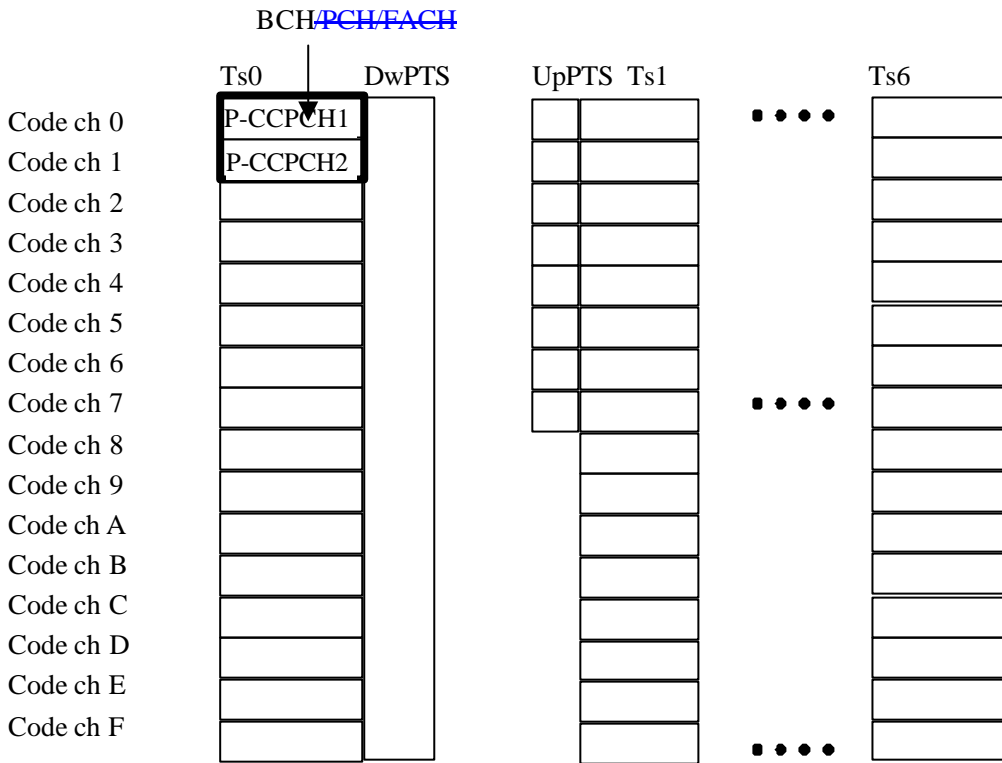 BCH/PCH/FACH
Ts0 DwPTS UpPTS Ts1 Ts6
Code ch 0 P-CCPCH1
Code ch 1 P-CCPCH2
Code ch 2
Code ch 3
Code ch 4
Code ch 5
Code ch 6
Code ch 7
Code ch 8
Code ch 9
Code ch A
Code ch B
Code ch C
Code ch D
Code ch E
Code ch F